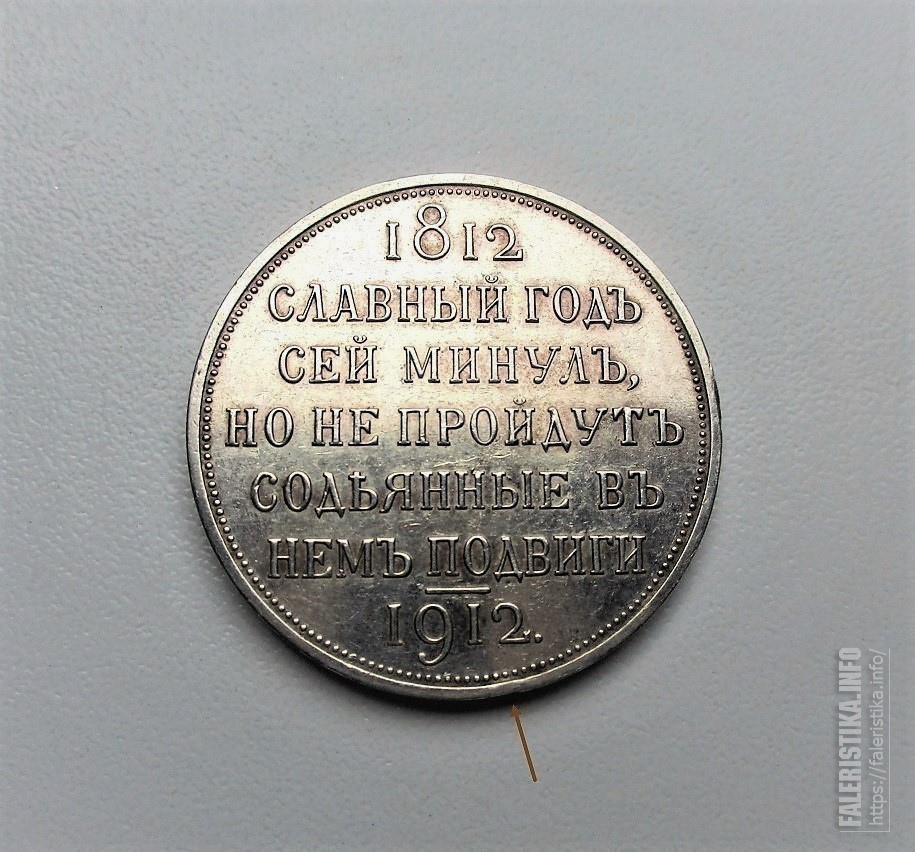 1812
СЛАВНЫЙ ГОДЪ
СЕЙ МИНУЛЪ,
НО НЕ ПРОЙДУТЪ
СОДѢЯННЫЕ ВЪ
НЕМЪ ПОДВИГИ
1912.
FALERISTIKA.INFO
https://faleristika.info/